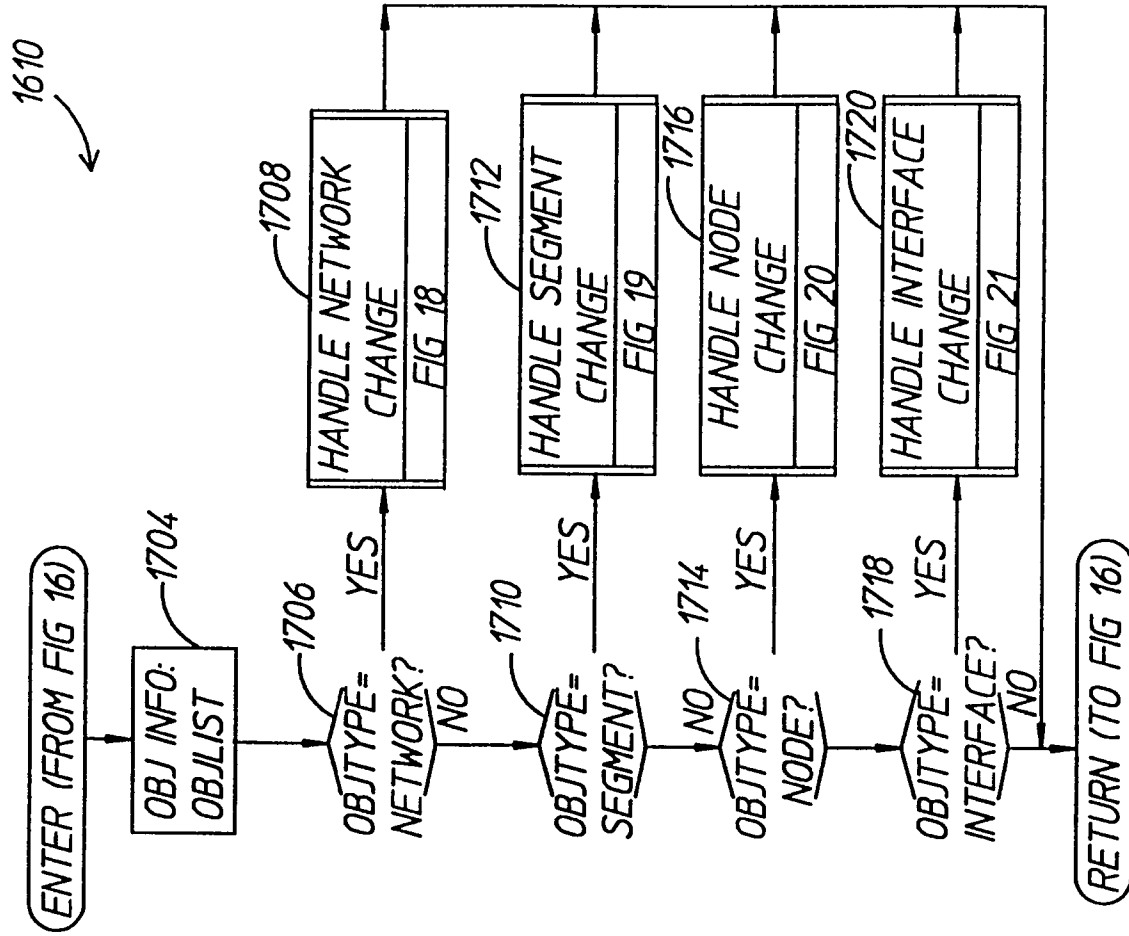 1610
ENTER (FROM FIG 16)
1704
OBJ INFO:
OBJLIST
1706
OBJTYPE=
NETWORK?
YES
NO
1708
HANDLE NETWORK
CHANGE
FIG 18
1710
OBJTYPE=
SEGMENT?
YES
NO
1712
HANDLE SEGMENT
CHANGE
FIG 19
1714
OBJTYPE=
NODE?
YES
1716
HANDLE NODE
CHANGE
FIG 20
1718
OBJTYPE=
INTERFACE?
YES
NO
1720
HANDLE INTERFACE
CHANGE
FIG 21
RETURN (TO FIG 16)